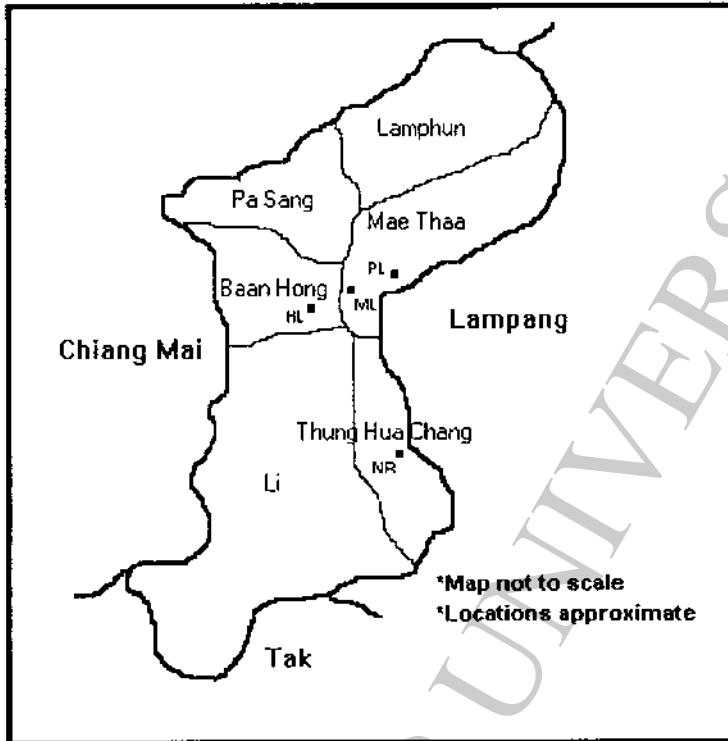 Lamphun
Pa Sang
Mae Thaa
PL
Baan Hong
ML
HL
Lampang
Chiang Mai
Thung Hua Chang
NR
Li
*Map not to scale
*Locations approximate
Tak
UNIVERS